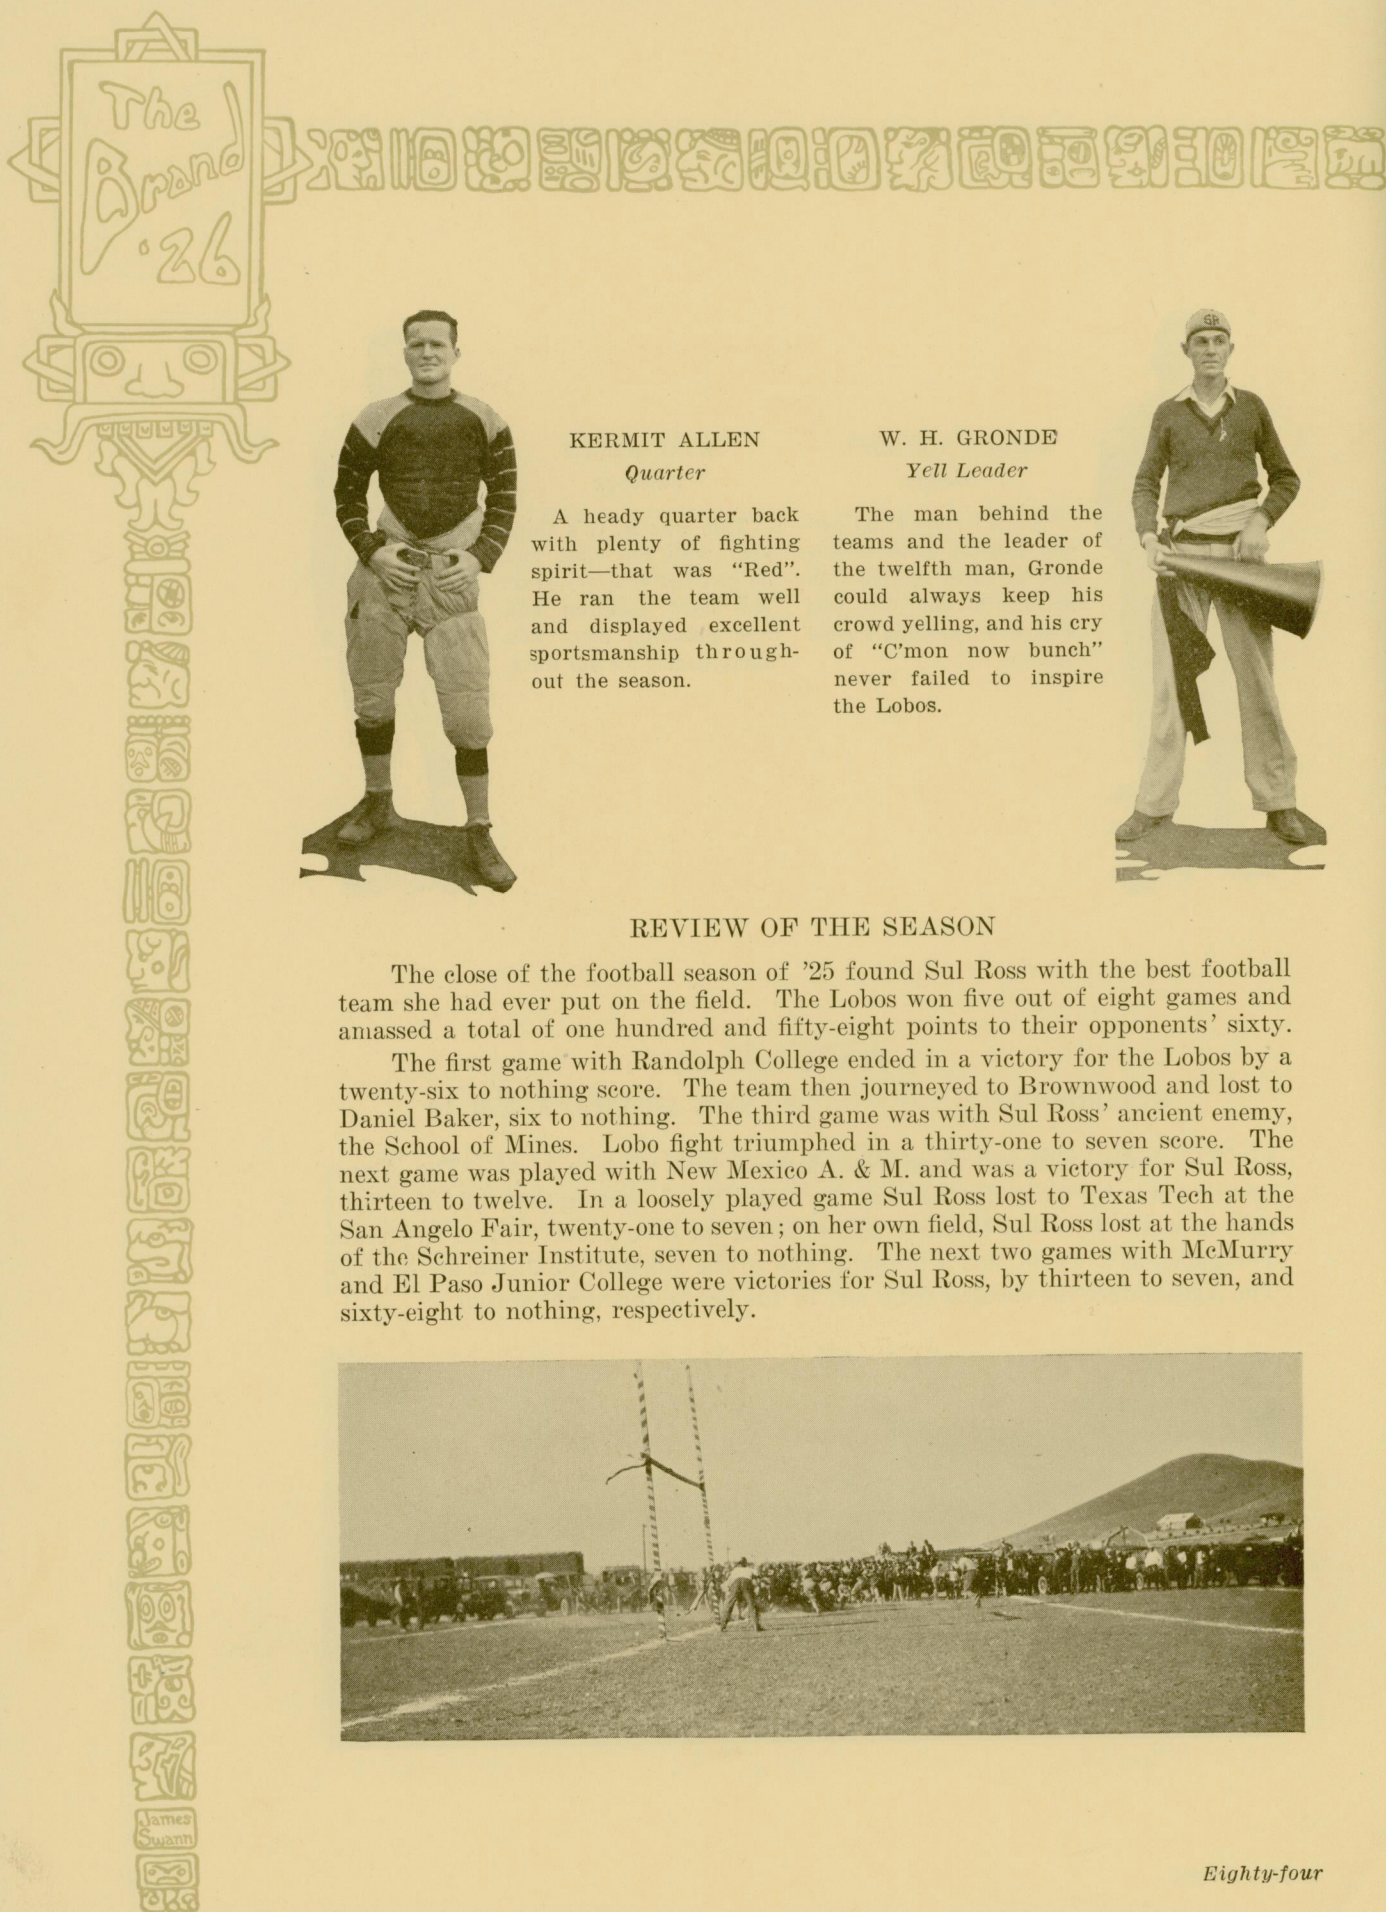 The
Brand
'26
SR
KERMIT ALLEN
Quarter
A heady quarter back
with plenty of fighting
spirit—that was “Red”.
He ran the team well
and displayed excellent
sportsmanship through-
out the season.
W. H. GRONDE
Yell Leader
The man behind the
teams and the leader of
the twelfth man, Gronde
could always keep his
crowd yelling, and his cry
of “C’mon now bunch”
never failed to inspire
the Lobos.
REVIEW OF THE SEASON
The close of the football season of ’25 found Sul Ross with the best football
team she had ever put on the field. The Lobos won five out of eight games and
amassed a total of one hundred and fifty-eight points to their opponents’ sixty.
The first game with Randolph College ended in a victory for the Lobos by a
twenty-six to nothing score. The team then journeyed to Brownwood and lost to
Daniel Baker, six to nothing. The third game was with Sul Ross’ ancient enemy,
the School of Mines. Lobo fight triumphed in a thirty-one to seven score. The
next game was played with New Mexico A. & M. and was a victory for Sul Ross,
thirteen to twelve. In a loosely played game Sul Ross lost to Texas Tech at the
San Angelo Fair, twenty-one to seven; on her own field, Sul Ross lost at the hands
of the Schreiner Institute, seven to nothing. The next two games with McMurry
and El Paso Junior College were victories for Sul Ross, by thirteen to seven, and
sixty-eight to nothing, respectively.
James
Swann
Eighty-four